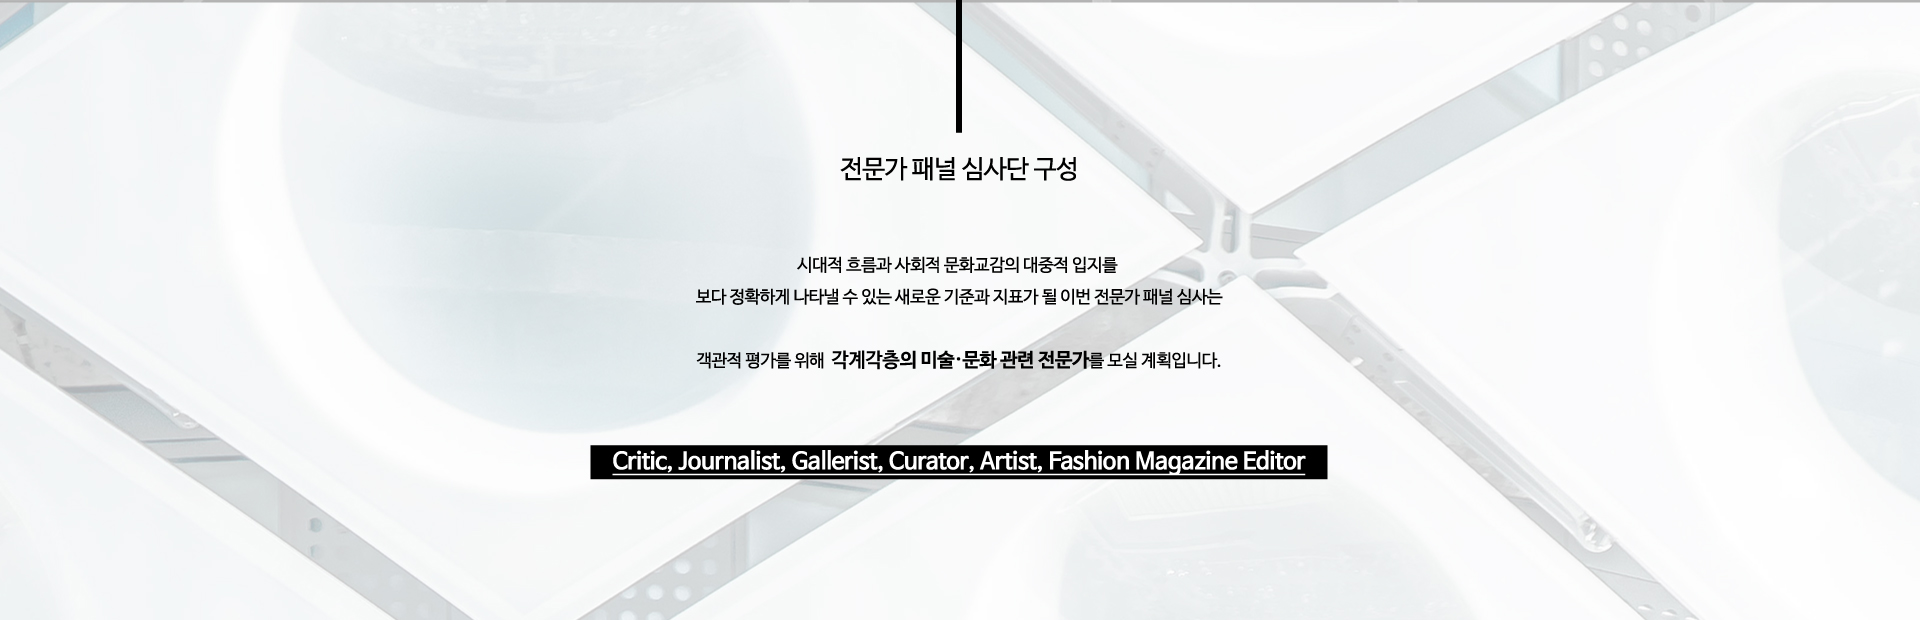 전문가 패널 심사단 구성
시대적 흐름과 사회적 문화교감의 대중적 입지를
보다 정확하게 나타낼 수 있는 새로운 기준과 지표가 될 이번 전문가 패널 심사는
객관적 평가를 위해 각계각층의 미술·문화 관련 전문가를 모실 계획입니다.
Critic, Journalist, Gallerist, Curator, Artist, Fashion Magazine Editor